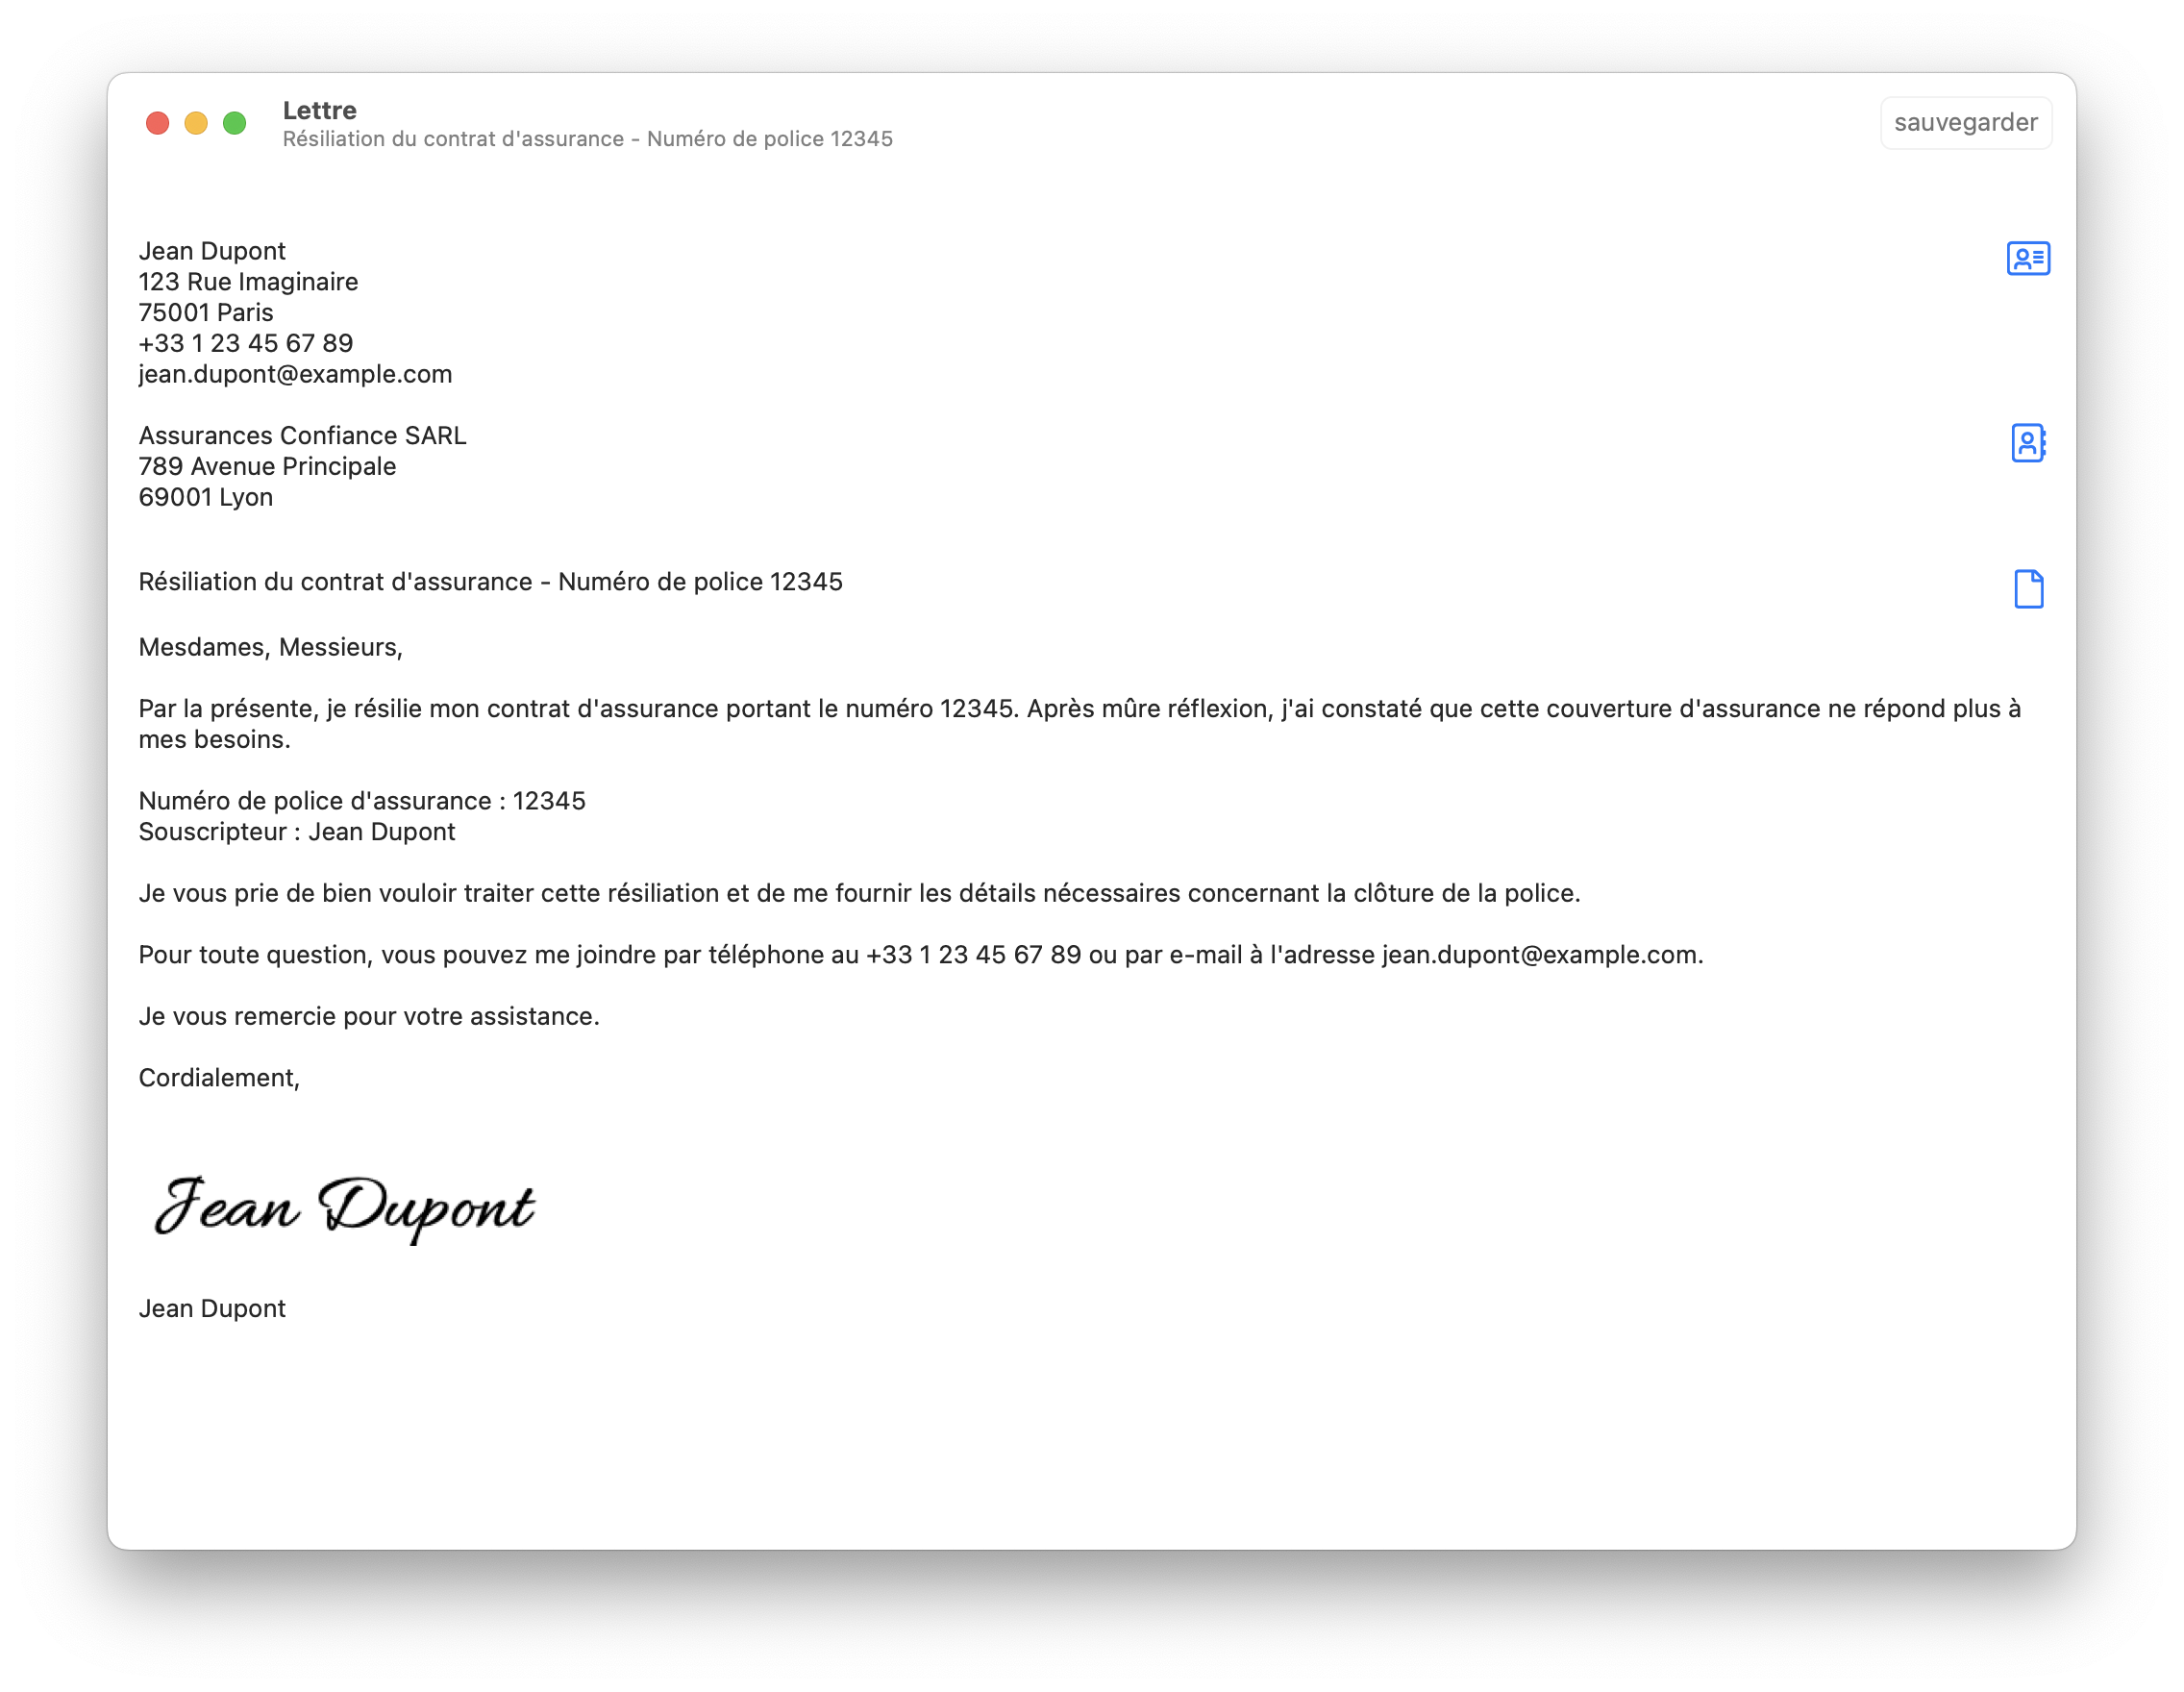 Lettre
Résiliation du contrat d'assurance - Numéro de police 12345
sauvegarder
Jean Dupont
123 Rue Imaginaire
75001 Paris
+33 1 23 45 67 89
jean.dupont@example.com
Assurances Confiance SARL
789 Avenue Principale
69001 Lyon
Résiliation du contrat d'assurance - Numéro de police 12345
Mesdames, Messieurs,
Par la présente, je résilie mon contrat d'assurance portant le numéro 12345. Après mûre réflexion, j'ai constaté que cette couverture d'assurance ne répond plus à
mes besoins.
Numéro de police d'assurance : 12345
Souscripteur : Jean Dupont
Je vous prie de bien vouloir traiter cette résiliation et de me fournir les détails nécessaires concernant la clôture de la police.
Pour toute question, vous pouvez me joindre par téléphone au +33 1 23 45 67 89 ou par e-mail à l'adresse jean.dupont@example.com.
Je vous remercie pour votre assistance.
Cordialement,
Jean Dupont
Jean Dupont